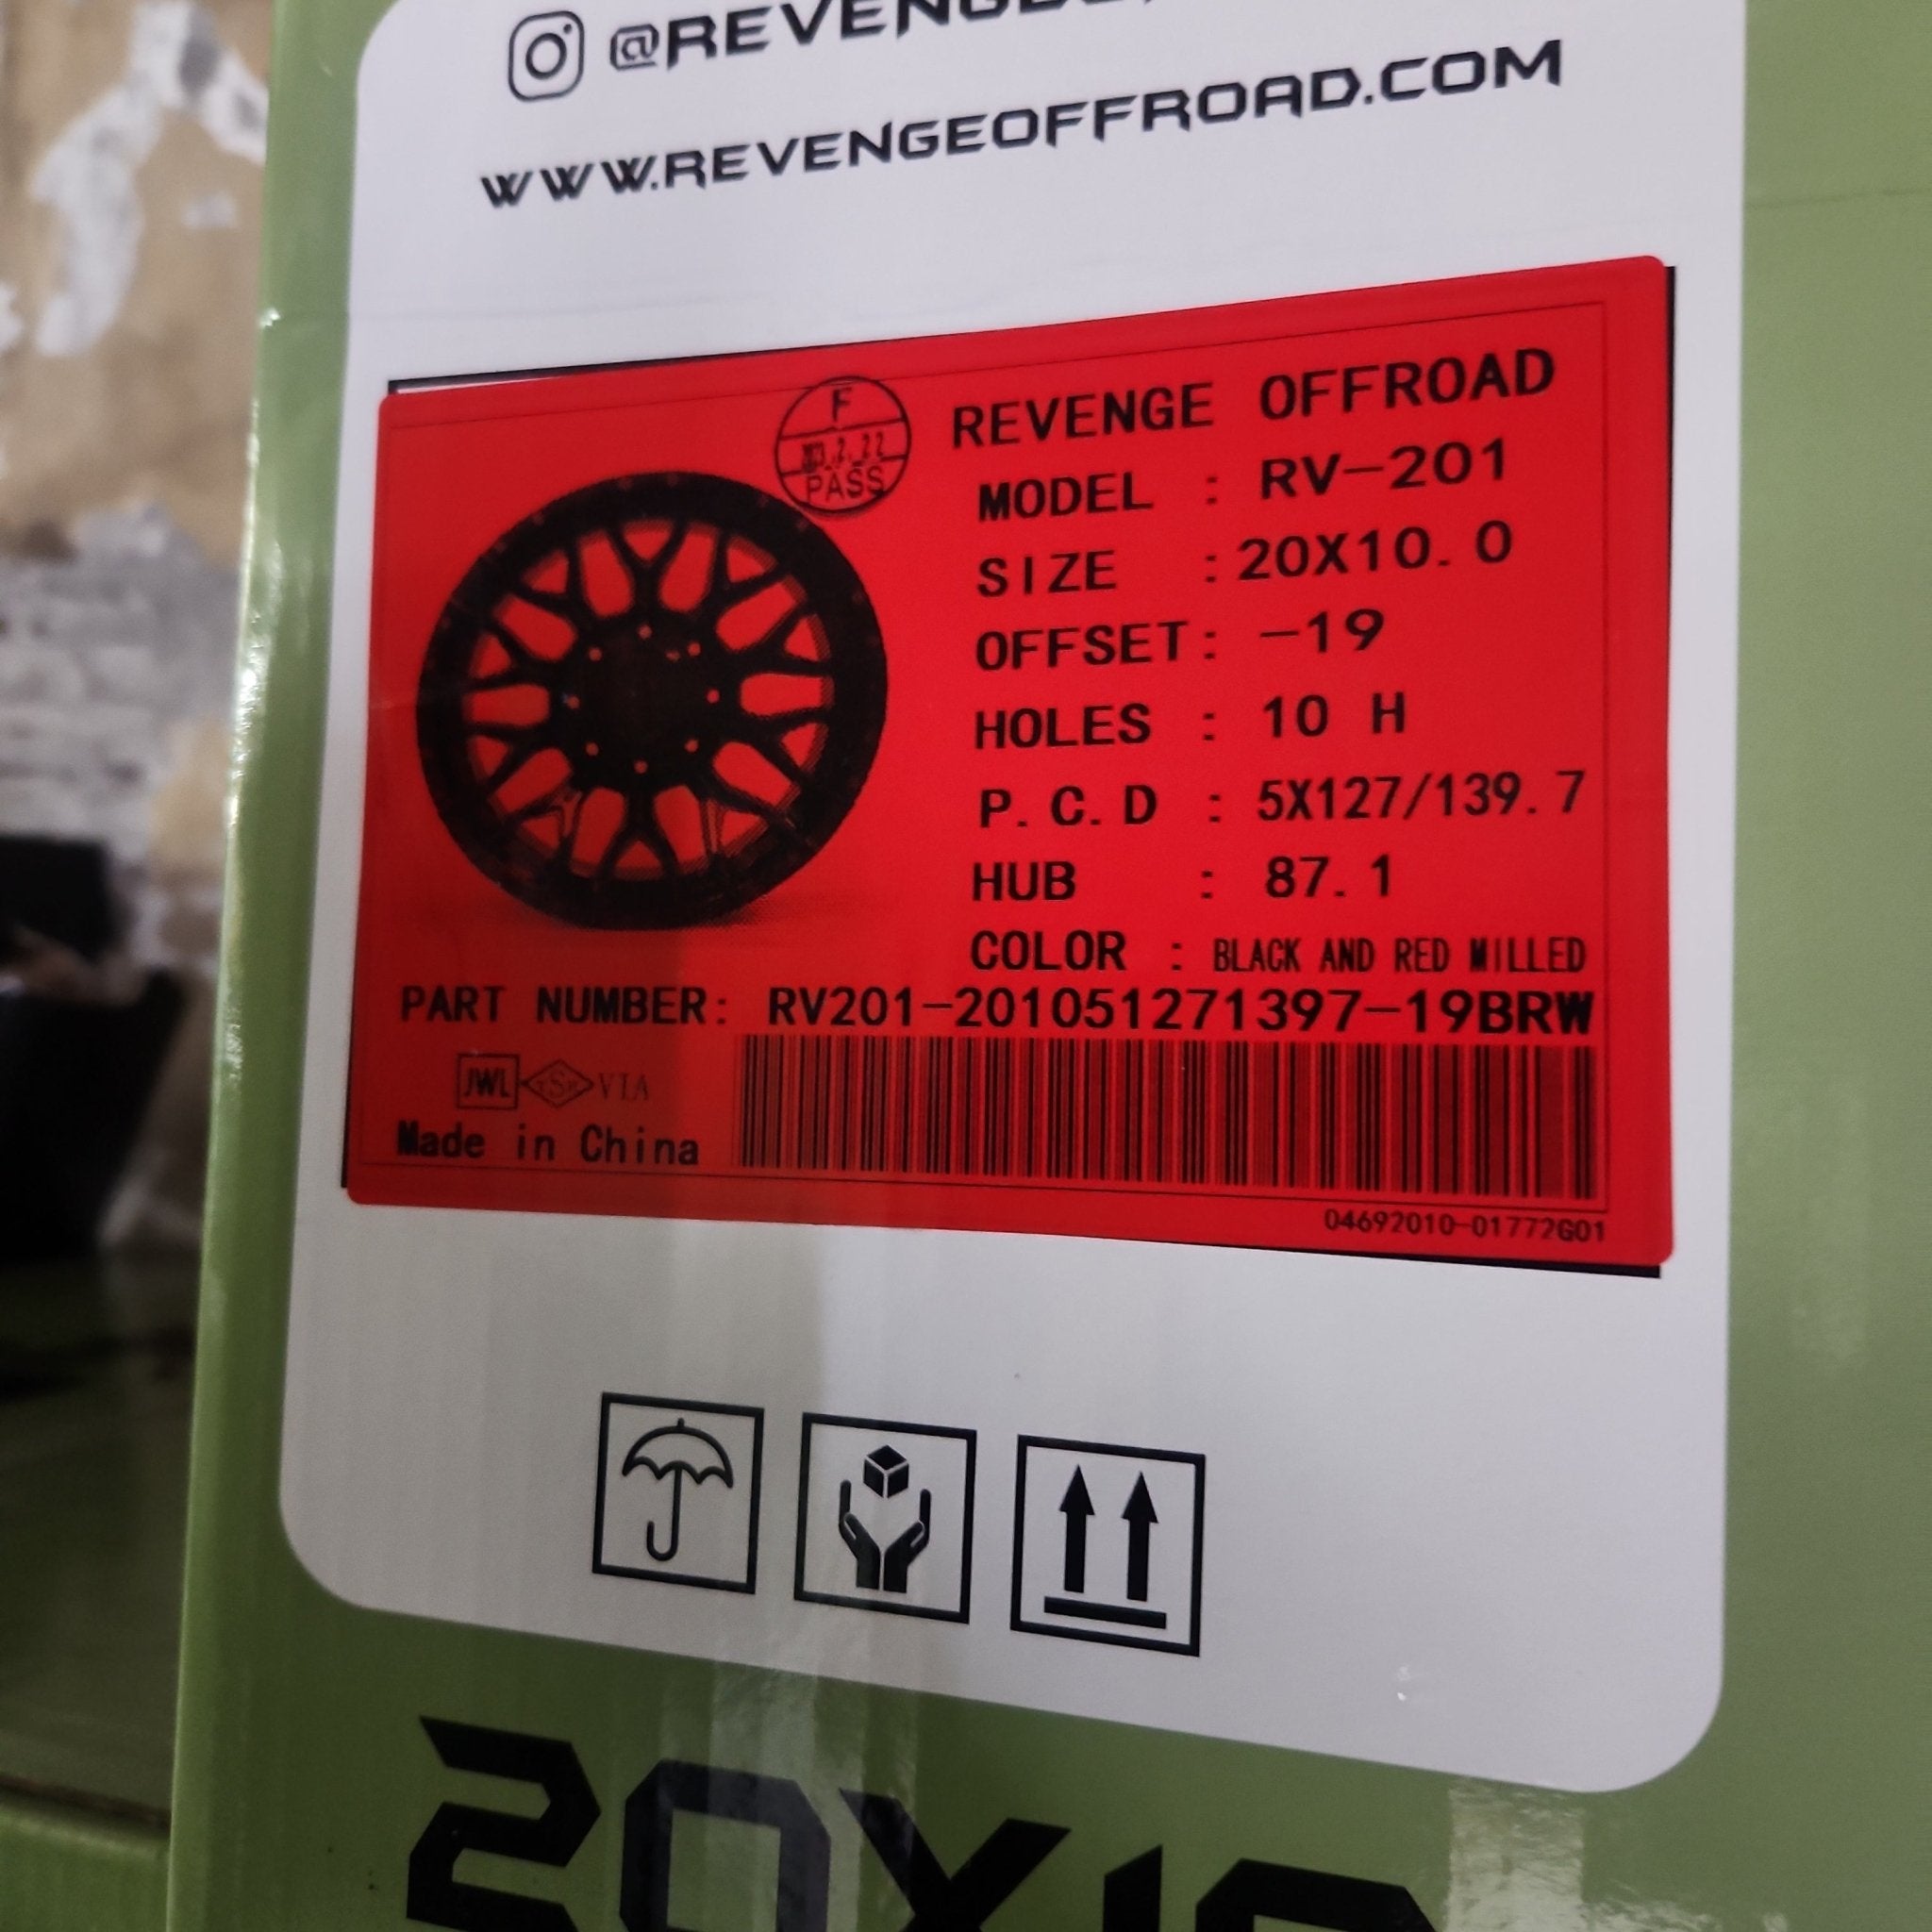 WWW.REVENGEOFFROAD.COM
F
PASS
REVENGE OFFROAD
MODEL : RV-201
SIZE : 20X10.0
OFFSET: -19
HOLES : 10 H
P.C.D : 5X127/139.7
HUB : 87.1
COLOR : BLACK AND RED MILLED
PART NUMBER: RV201-201051271397-19BRW
JWL VIA
Made in China
04692010-01772G01